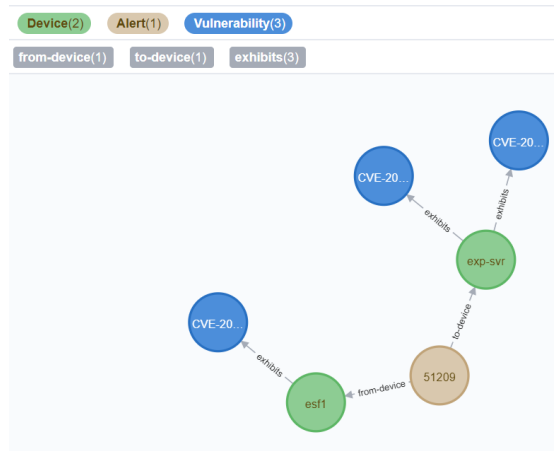 Device(2) Alert(1) Vulnerability(3)
from-device(1) to-device(1) exhibits(3)
CVE-20...
CVE-20...
exhibits
exhibits
exp-svr
to-device
CVE-20...
exhibits
51209
from-device
esf1